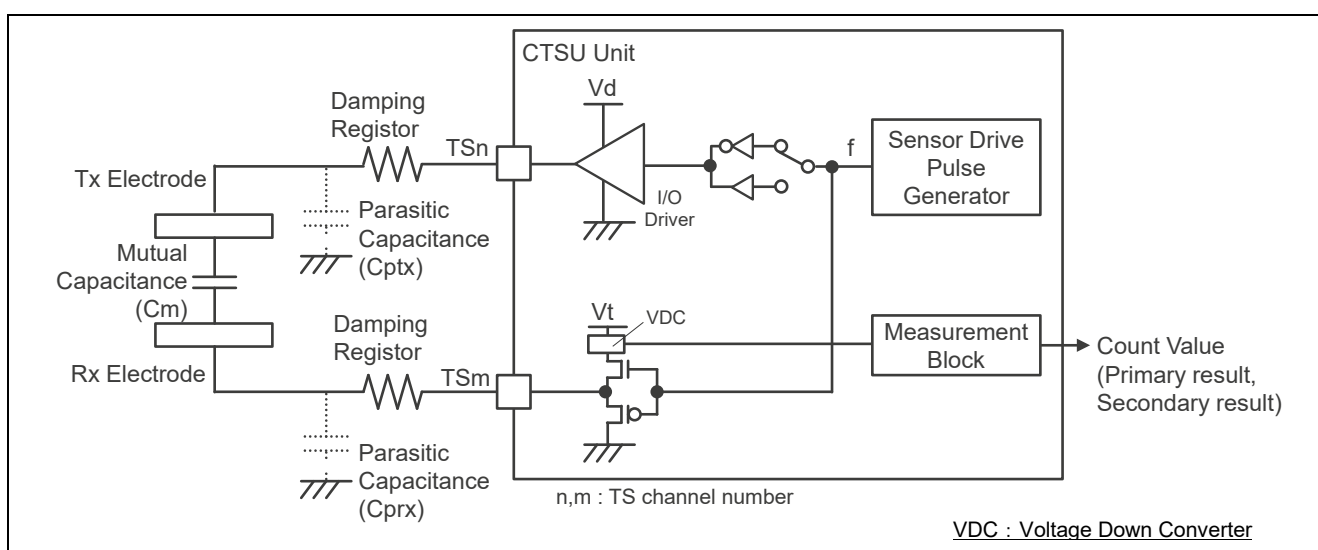 CTSU Unit
Vd
Damping
Registor
TSn
f
Sensor Drive
Pulse
Generator
I/O
Driver
Tx Electrode
Parasitic
Capacitance
(Cptx)
Mutual
Capacitance
(Cm)
Damping
Registor
Vt
VDC
Measurement
Block
Count Value
(Primary result,
Secondary result)
Rx Electrode
TSm
Parasitic
Capacitance
(Cprx)
n,m : TS channel number
VDC : Voltage Down Converter